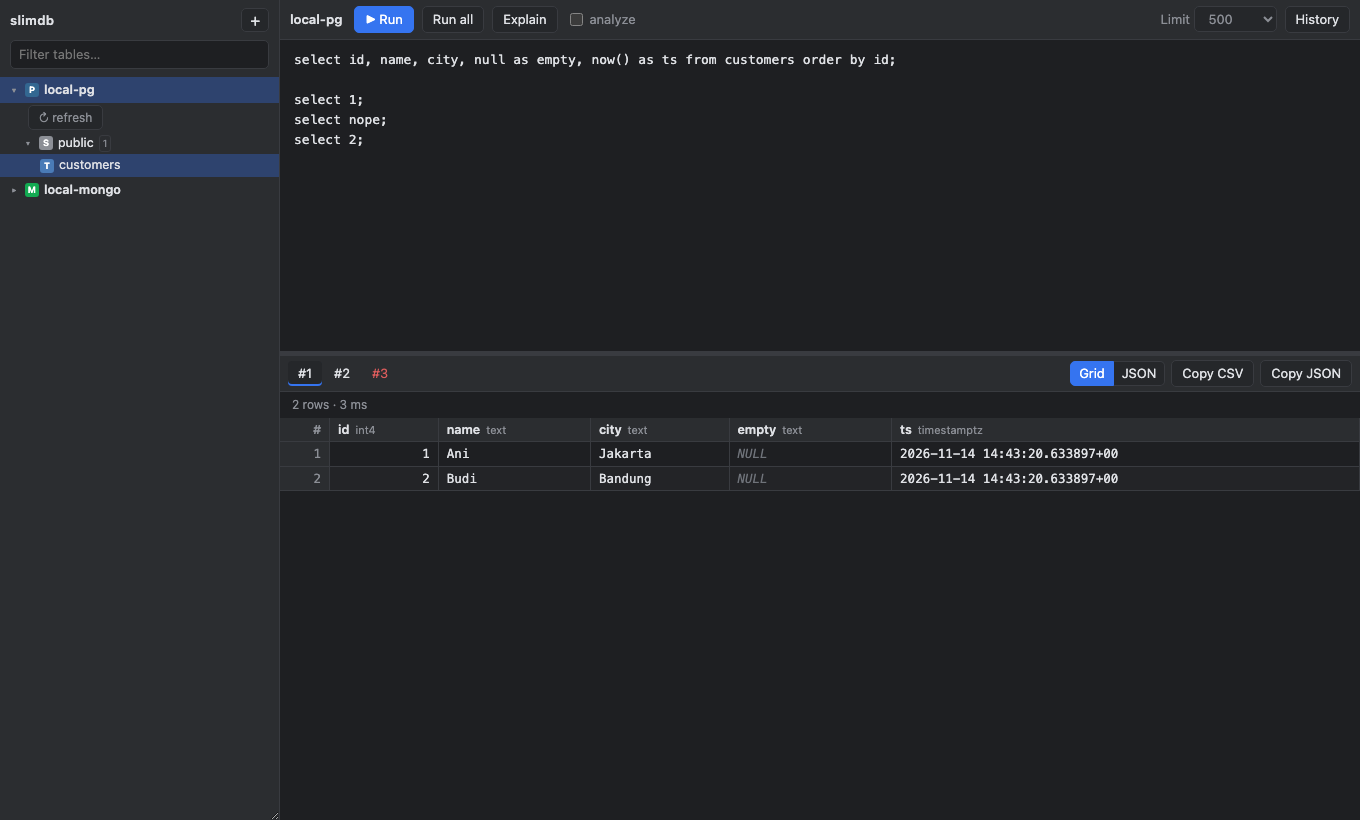 slimdb
+
Filter tables...
P local-pg
refresh
S public 1
T customers
M local-mongo
local-pg Run Run all Explain analyze Limit 500 History
select id, name, city, null as empty, now() as ts from customers order by id;
select 1;
select nope;
select 2;
#1 #2 #3 Grid JSON Copy CSV Copy JSON
2 rows · 3 ms
# id int4 name text city text empty text ts timestamptz
1 1 Ani Jakarta NULL 2026-11-14 14:43:20.633897+00
2 2 Budi Bandung NULL 2026-11-14 14:43:20.633897+00